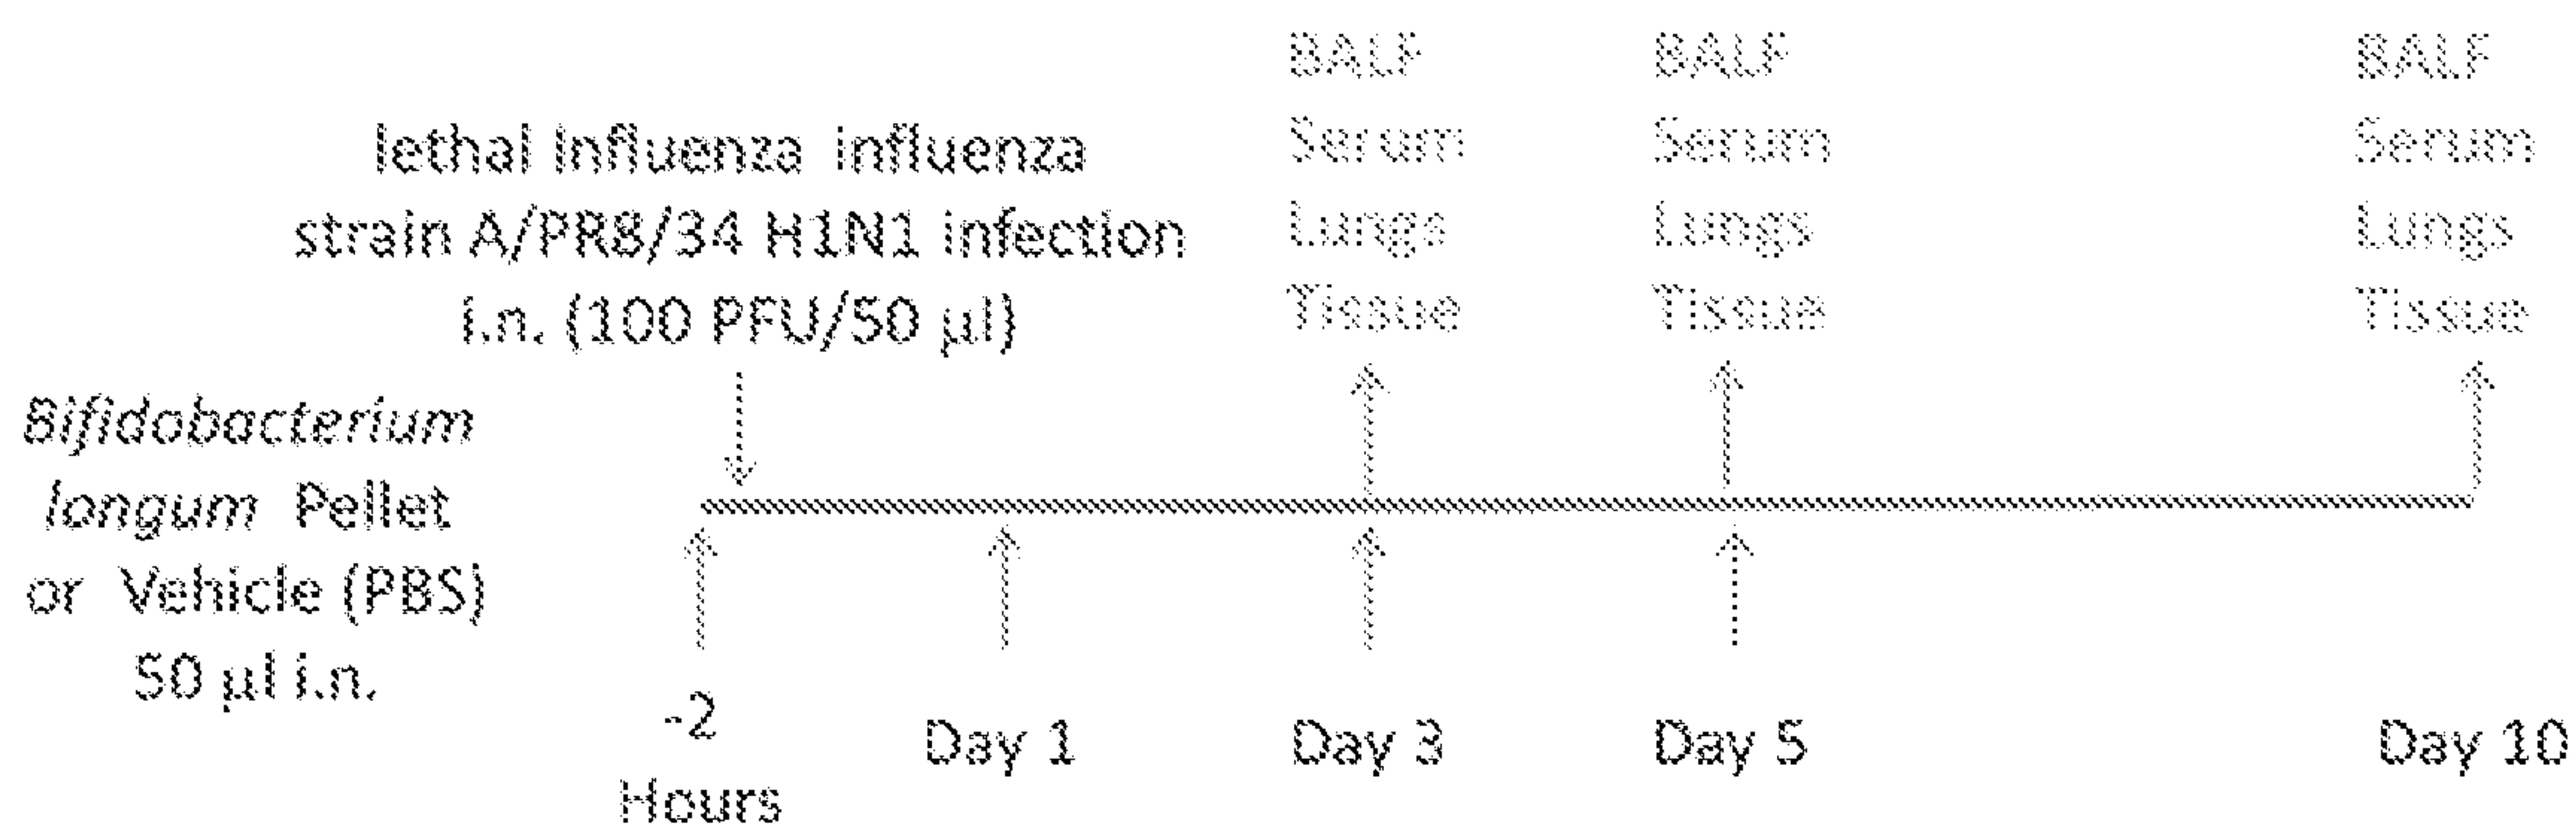 lethal Influenza influenza
strain A/PR8/34 H1N1 infection
i.n. (100 PFU/50 µl)
BALF
Serum
Lungs
Tissue
BALF
Serum
Lungs
Tissue
BALF
Serum
Lungs
Tissue
Bifidobacterium
longum Pellet
or Vehicle (PBS)
50 µl i.n.
-2
Hours
Day 1
Day 3
Day 5
Day 10